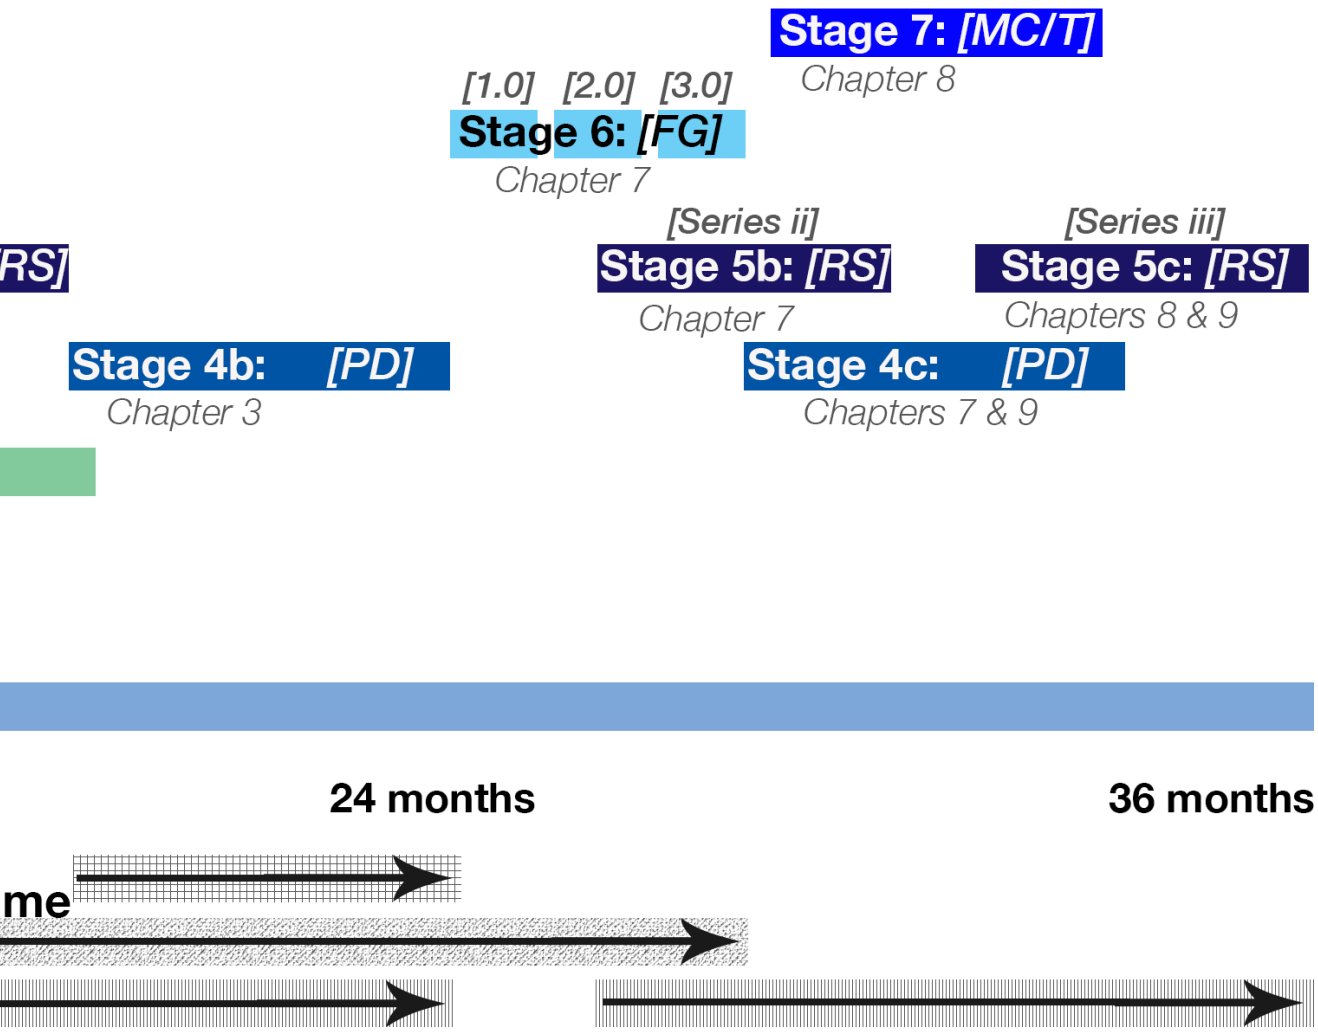 Stage 7: [MC/T]
Chapter 8
[1.0] [2.0] [3.0]
Stage 6: [FG]
Chapter 7
[Series ii] [Series iii]
RS] Stage 5b: [RS] Stage 5c: [RS]
Chapter 7 Chapters 8 & 9
Stage 4b: [PD] Stage 4c: [PD]
Chapter 3 Chapters 7 & 9
24 months 36 months
me